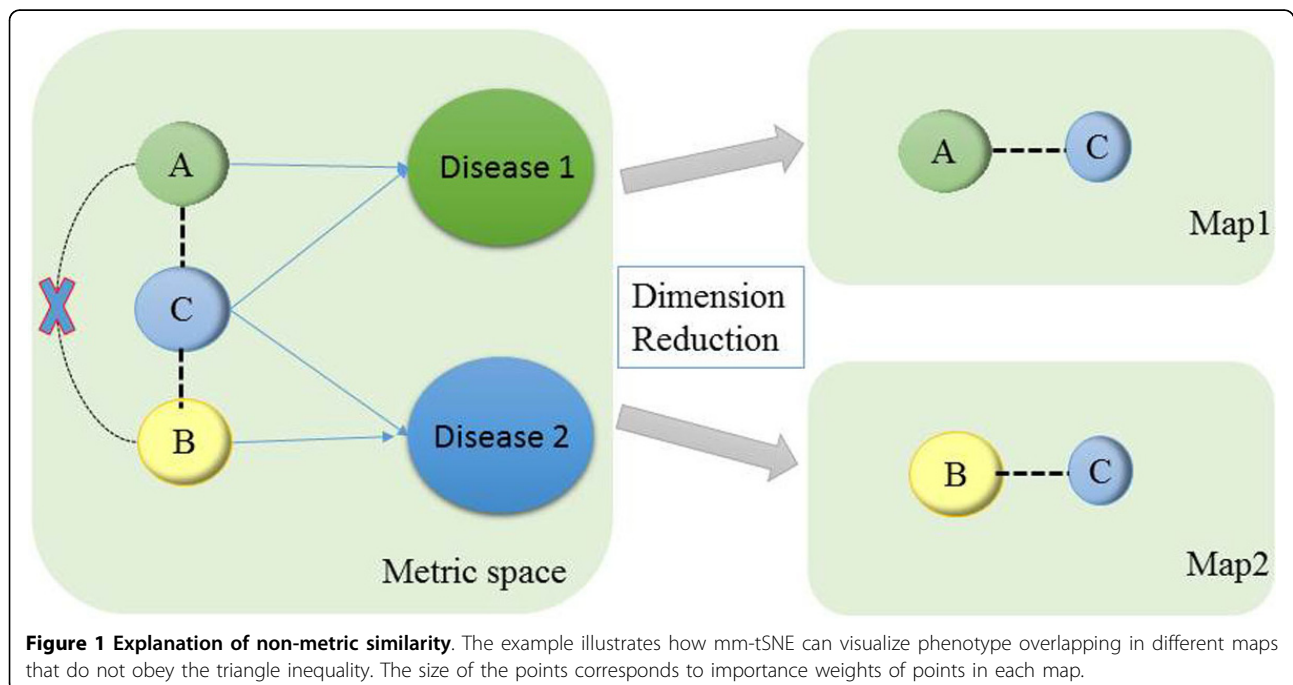 A
C
B
Disease 1
Disease 2
Metric space
Dimension
Reduction
A
C
Map1
B
C
Map2
Figure 1 Explanation of non-metric similarity. The example illustrates how mm-tSNE can visualize phenotype overlapping in different maps
that do not obey the triangle inequality. The size of the points corresponds to importance weights of points in each map.